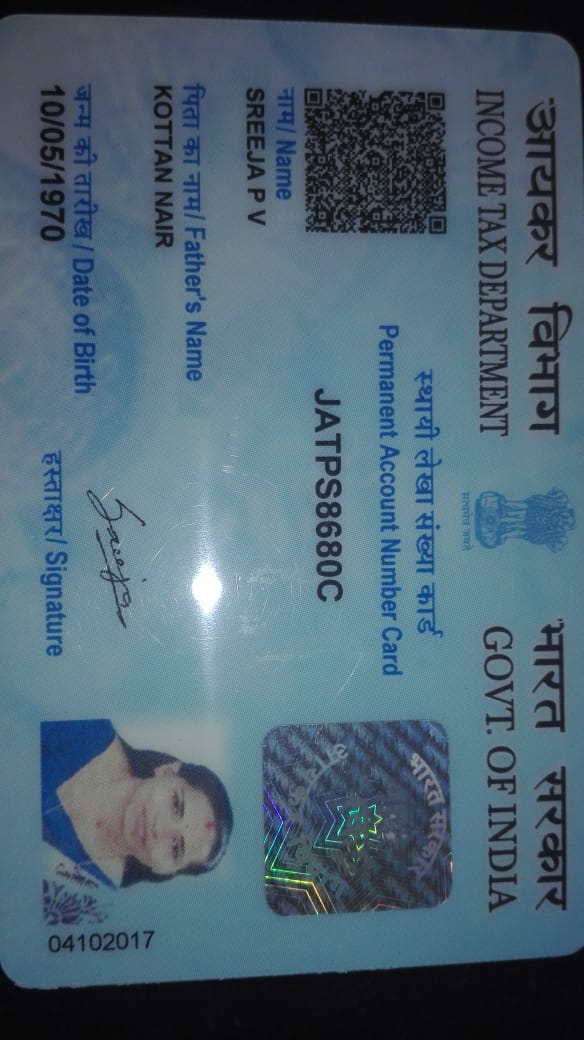 आयकर विभाग
INCOME TAX DEPARTMENT
सत्यमेव जयते
भारत सरकार
GOVT. OF INDIA
स्थायी लेखा संख्या कार्ड
Permanent Account Number Card
JATPS8680C
नाम/ Name
SREEJA P V
पिता का नाम/ Father's Name
KOTTAN NAIR
जन्म की तारीख / Date of Birth
10/05/1970
Sreeja
हस्ताक्षर/ Signature
भारत सरकार
04102017